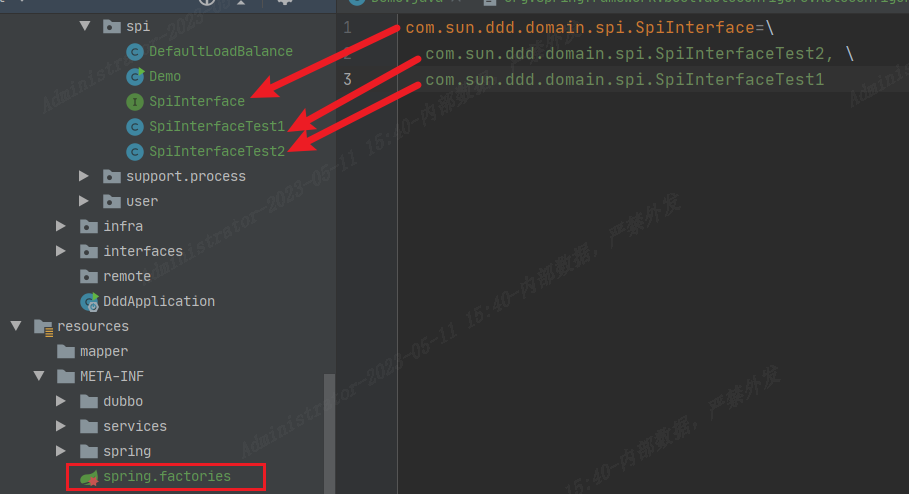 spi
DefaultLoadBalance
Demo
SpiInterface
SpiInterfaceTest1
SpiInterfaceTest2
support.process
user
infra
interfaces
remote
DddApplication
resources
mapper
META-INF
dubbo
services
spring
spring.factories
1 com.sun.ddd.domain.spi.SpiInterface=\
2 com.sun.ddd.domain.spi.SpiInterfaceTest2, \
3 com.sun.ddd.domain.spi.SpiInterfaceTest1
Administrator-2023-05-11 15:40-内部数据，严禁外发